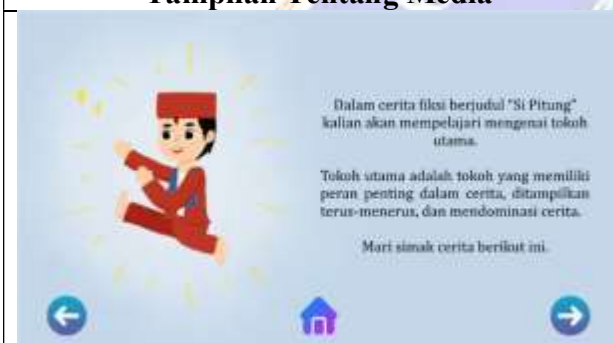 Tampilan Tentang Media
Dalam cerita fiksi berjudul "Si Pitung"
kalian akan mempelajari mengenai tokoh
utama.
Tokoh utama adalah tokoh yang memiliki
peran penting dalam cerita, ditampilkan
terus-menerus, dan mendominasi cerita.
Mari simak cerita berikut ini.